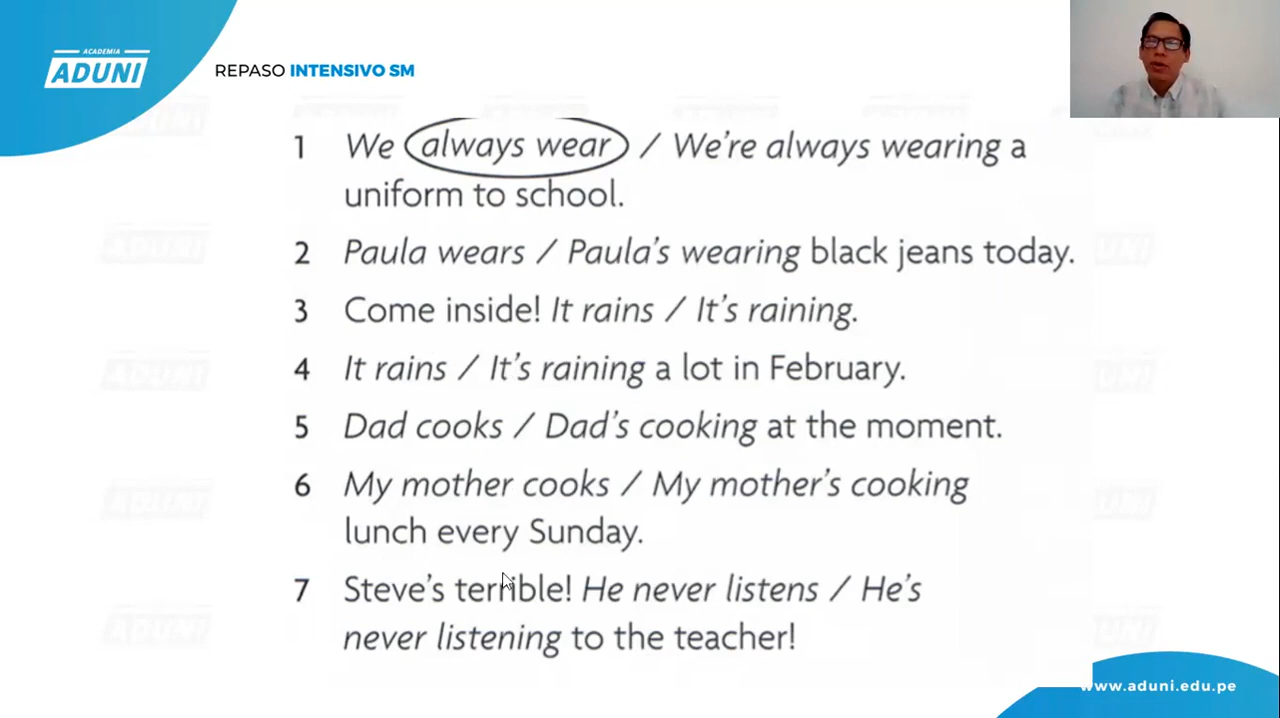 ACADEMIA
ADUNI
REPASO INTENSIVO SM
1 We always wear / We're always wearing a
uniform to school.
2 Paula wears / Paula's wearing black jeans today.
3 Come inside! It rains / It's raining.
4 It rains / It's raining a lot in February.
5 Dad cooks / Dad's cooking at the moment.
6 My mother cooks / My mother's cooking
lunch every Sunday.
7 Steve's terrible! He never listens / He's
never listening to the teacher!
www.aduni.edu.pe